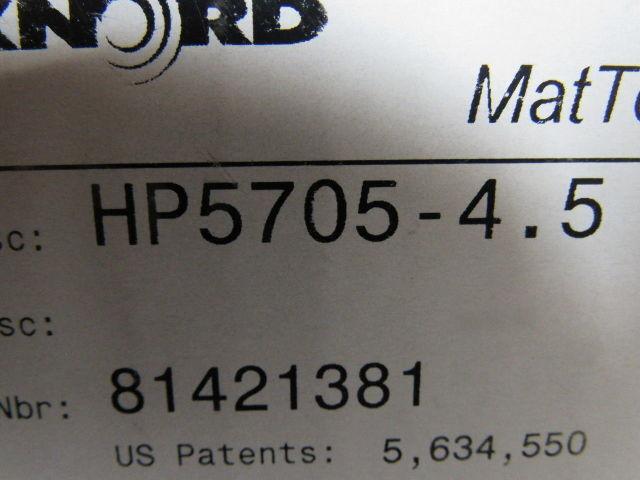 XNORD
MatT
sc: HP5705-4.5
sc:
Nbr: 81421381
US Patents: 5,634,550